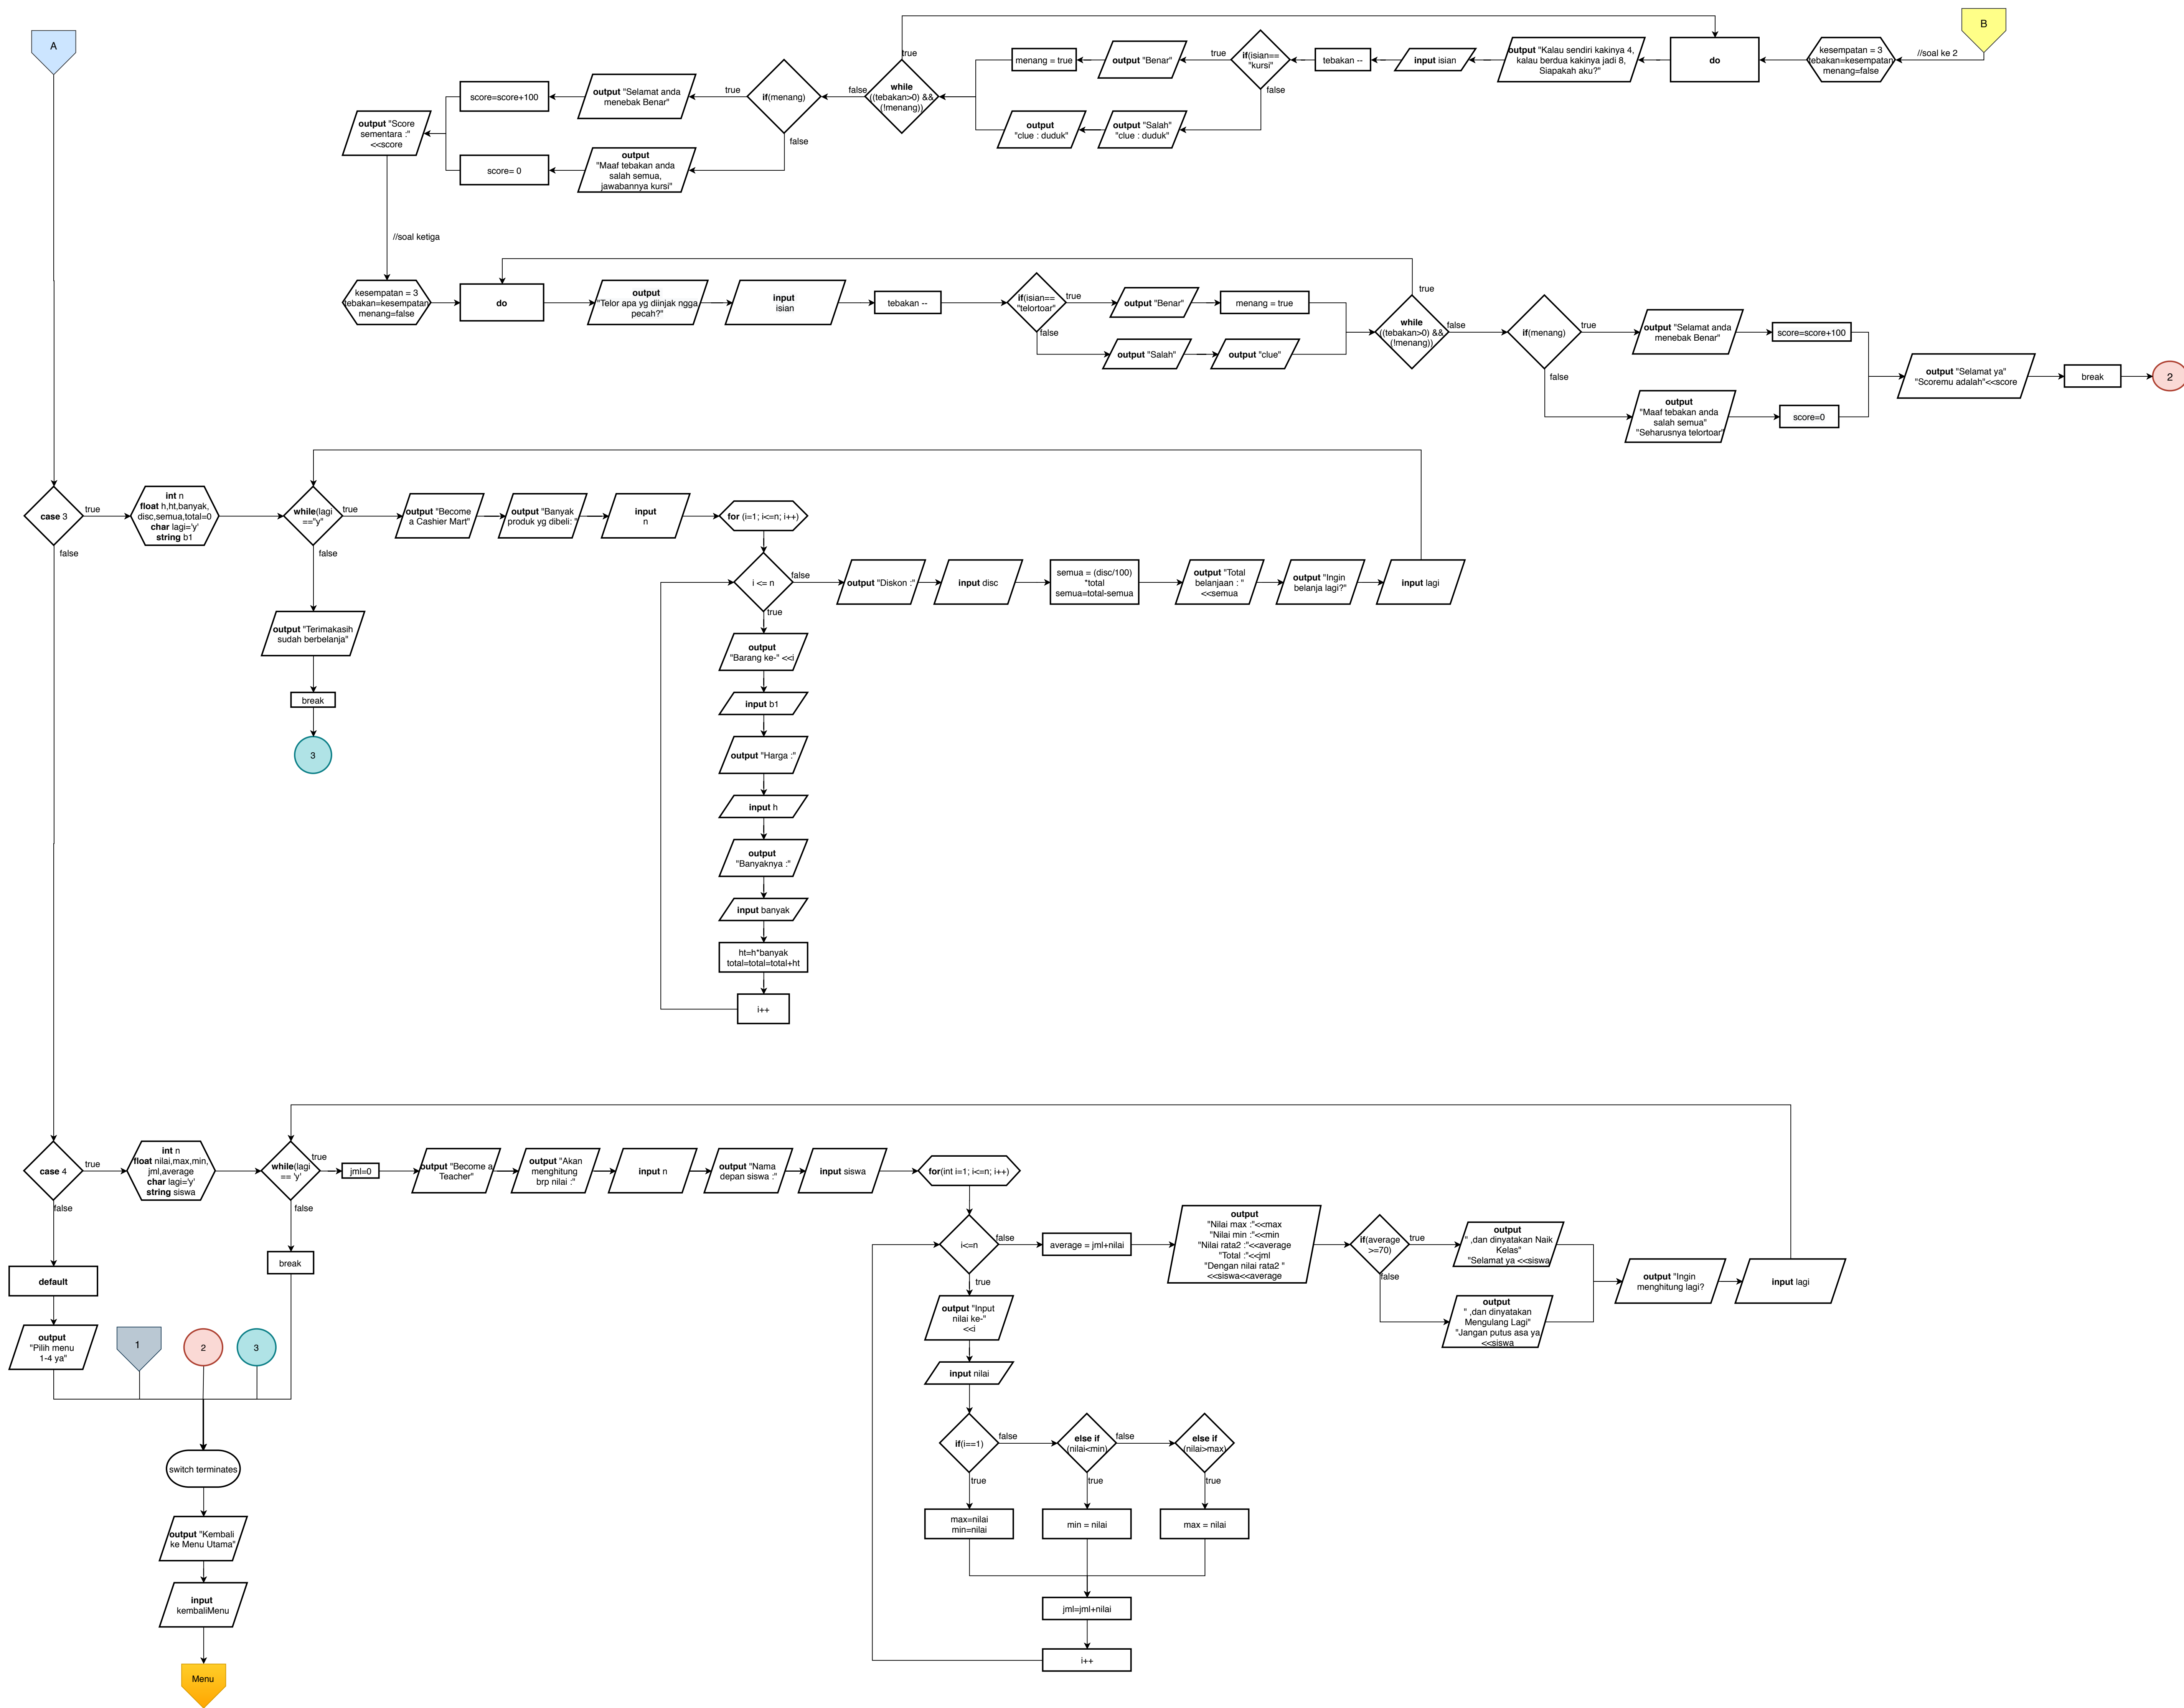 A
B
//soal ke 2
kesempatan = 3
tebakan=kesempatan
menang=false
do
output "Kalau sendiri kakinya 4,
kalau berdua kakinya jadi 8,
Siapakah aku?"
input isian
tebakan --
if(isian==
"kursi"
true
false
output "Benar"
menang = true
output "Salah"
"clue : duduk"
output
"clue : duduk"
while
((tebakan>0) &&
(!menang))
true
false
if(menang)
true
false
output "Selamat anda
menebak Benar"
score=score+100
output
"Maaf tebakan anda
salah semua,
jawabannya kursi"
score= 0
output "Score
sementara :"
<<score
//soal ketiga
kesempatan = 3
tebakan=kesempatan
menang=false
do
output
"Telor apa yg diinjak ngga
pecah?"
input
isian
tebakan --
if(isian==
"telortoar"
true
false
output "Benar"
menang = true
output "Salah"
output "clue"
while
((tebakan>0) &&
(!menang))
true
false
if(menang)
true
false
output "Selamat anda
menebak Benar"
score=score+100
output
"Maaf tebakan anda
salah semua"
"Seharusnya telortoar"
score=0
output "Selamat ya"
"Scoremu adalah"<<score
break
2
case 3
true
false
int n
float h,ht,banyak,
disc,semua,total=0
char lagi='y'
string b1
while(lagi
=="y"
true
false
output "Become
a Cashier Mart"
output "Banyak
produk yg dibeli: "
input
n
for (i=1; i<=n; i++)
i <= n
false
true
output "Diskon :"
input disc
semua = (disc/100)
*total
semua=total-semua
output "Total
belanjaan : "
<<semua
output "Ingin
belanja lagi?"
input lagi
output "Terimakasih
sudah berbelanja"
break
3
output
"Barang ke-" <<i
input b1
output "Harga :"
input h
output
"Banyaknya :"
input banyak
ht=h*banyak
total=total=total+ht
i++
case 4
true
false
int n
float nilai,max,min,
jml,average
char lagi='y'
string siswa
while(lagi
== 'y'
true
false
jml=0
output "Become a
Teacher"
output "Akan
menghitung
brp nilai :"
input n
output "Nama
depan siswa :"
input siswa
for(int i=1; i<=n; i++)
i<=n
false
true
average = jml+nilai
output
"Nilai max :"<<max
"Nilai min :"<<min
"Nilai rata2 :"<<average
"Total :"<<jml
"Dengan nilai rata2 "
<<siswa<<average
if(average
>=70)
true
false
output
" ,dan dinyatakan Naik
Kelas"
"Selamat ya <<siswa
output
" ,dan dinyatakan
Mengulang Lagi"
"Jangan putus asa ya
<<siswa
output "Ingin
menghitung lagi?
input lagi
default
break
output
"Pilih menu
1-4 ya"
1
2
3
output "Input
nilai ke-"
<<i
input nilai
if(i==1)
false
true
else if
(nilai<min)
false
true
else if
(nilai>max)
true
max=nilai
min=nilai
min = nilai
max = nilai
jml=jml+nilai
i++
switch terminates
output "Kembali
ke Menu Utama"
input
kembaliMenu
Menu